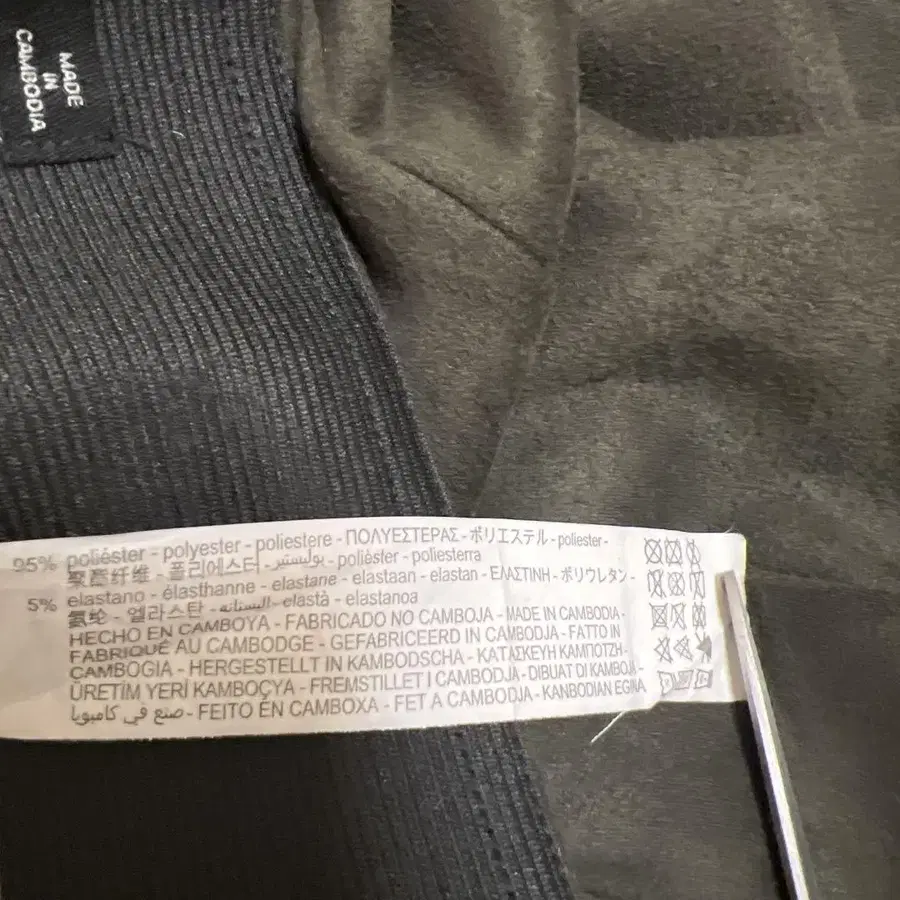 MADE
IN
CAMBODIA
95% poliéster - polyester - poliestere - ΠΟΛΥΕΣΤΕΡΑΣ - ポリエステル - poliester -
聚酯纤维 - 폴리에스터 - بوليستير - polièster - poliesterra
5% elastano - élasthanne - elastane - elastaan - elastan - ΕΛΑΣΤΙΝΗ - ポリウレタン -
氨纶 - 엘라스탄 - البستانه - elastà - elastanoa
HECHO EN CAMBOYA - FABRICADO NO CAMBOJA - MADE IN CAMBODIA -
FABRIQUÉ AU CAMBODGE - GEFABRICEERD IN CAMBODJA - FATTO IN
CAMBOGIA - HERGESTELLT IN KAMBODSCHA - ΚΑΤΑΣΚΕΥΗ ΚΑΜΠΟΤΖΗ -
ÜRETİM YERİ KAMBOÇYA - FREMSTILLET I CAMBODJA - DIBUAT DI KAMBOJA -
صنع في كامبوديا - FEITO EN CAMBOXA - FET A CAMBODJA - KANBODIAN EGINA